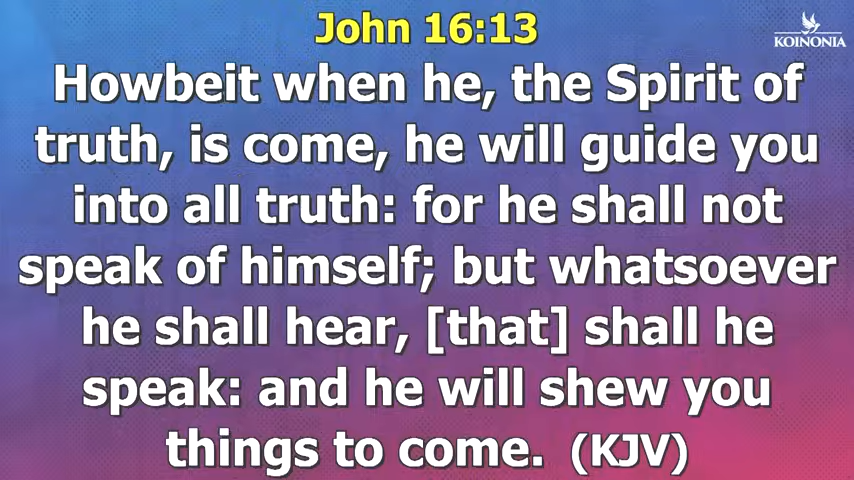 John 16:13
KOINONIA
Howbeit when he, the Spirit of
truth, is come, he will guide you
into all truth: for he shall not
speak of himself; but whatsoever
he shall hear, [that] shall he
speak: and he will shew you
things to come. (KJV)